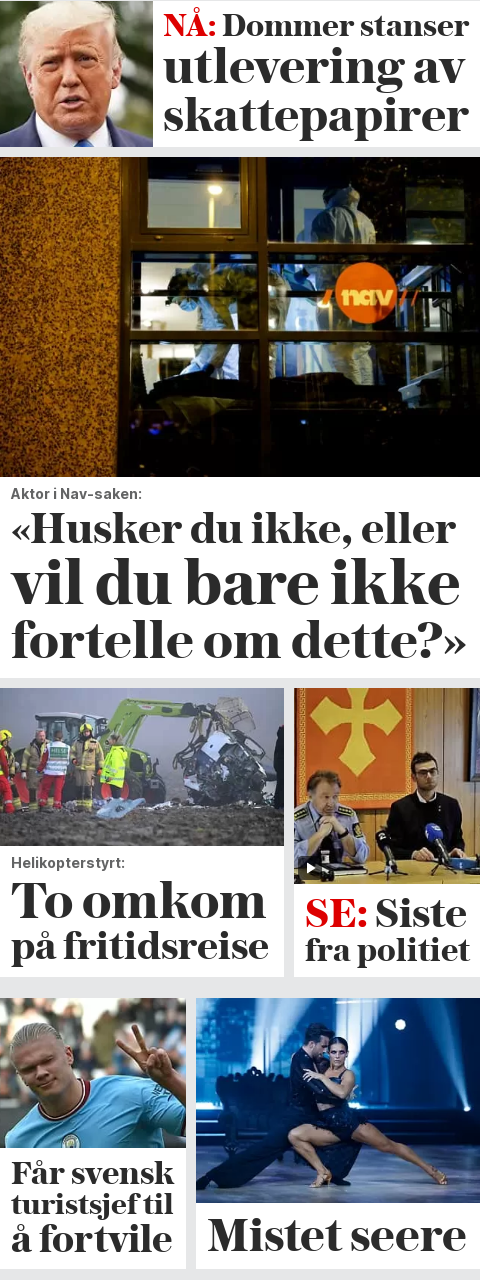 NÅ: Dommer stanser
utlevering av
skattepapirer
nav
Aktor i Nav-saken:
«Husker du ikke, eller
vil du bare ikke
fortelle om dette?»
Helikopterstyrt:
To omkom
på fritidsreise
SE: Siste
fra politiet
Får svensk
turistsjef til
å fortvile
Mistet seere